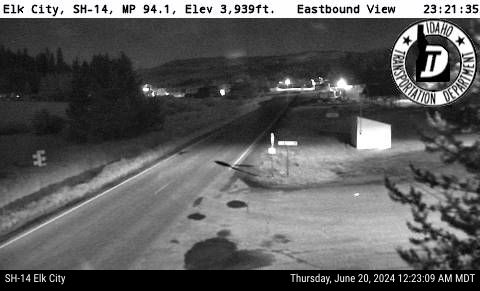 Elk City, SH-14, MP 94.1, Elev 3,939ft. Eastbound View 23:21:35
IDAHO
TRANSPORTATION DEPARTMENT
SH-14 Elk City Thursday, June 20, 2024 12:23:09 AM MDT